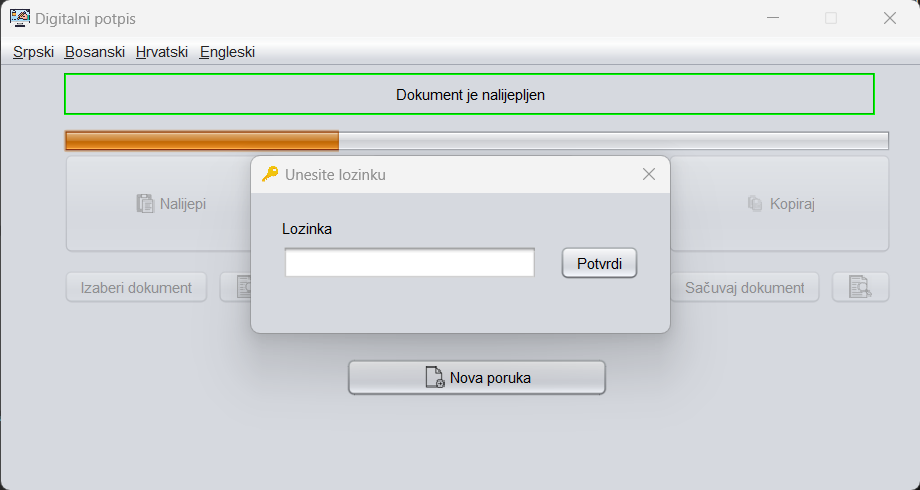 Digitalni potpis
Srpski Bosanski Hrvatski Engleski
Dokument je nalijepljen
Unesite lozinku
Nalijepi
Kopiraj
Lozinka
Potvrdi
Izaberi dokument
Sačuvaj dokument
Nova poruka